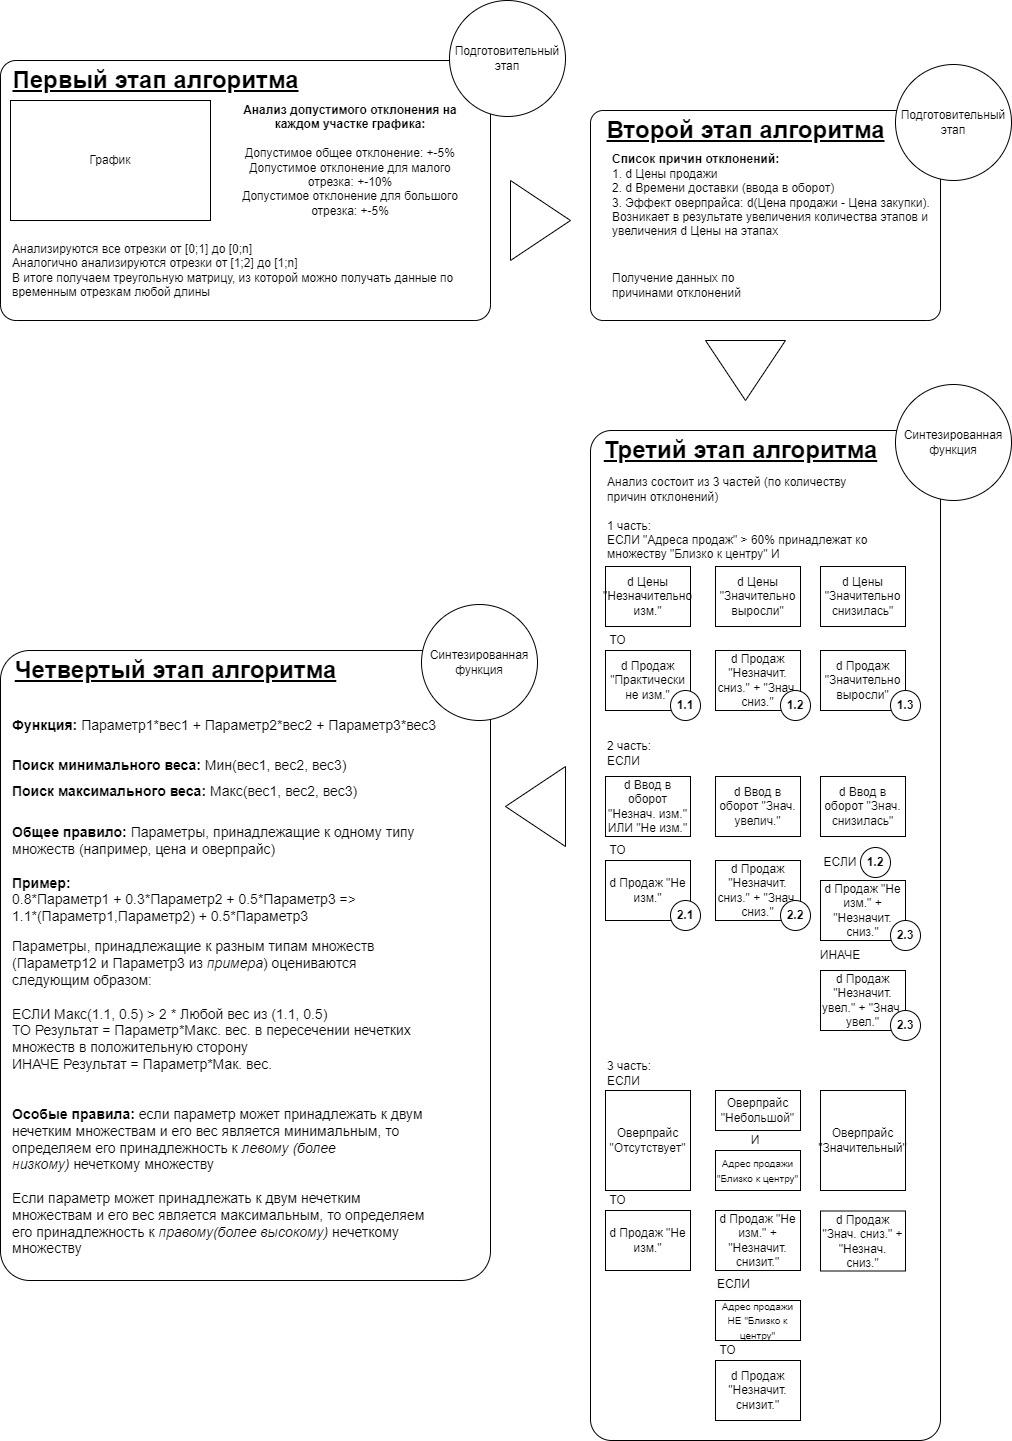 Подготовительный
этап
Первый этап алгоритма
График
Анализ допустимого отклонения на
каждом участке графика:
Допустимое общее отклонение: +-5%
Допустимое отклонение для малого
отрезка: +-10%
Допустимое отклонение для большого
отрезка: +-5%
Анализируются все отрезки от [0;1] до [0;n]
Аналогично анализируются отрезки от [1;2] до [1;n]
В итоге получаем треугольную матрицу, из которой можно получать данные по
временным отрезкам любой длины
Подготовительный
этап
Второй этап алгоритма
Список причин отклонений:
1. d Цены продажи
2. d Времени доставки (ввода в оборот)
3. Эффект оверпрайса: d(Цена продажи - Цена закупки).
Возникает в результате увеличения количества этапов и
увеличения d Цены на этапах
Получение данных по
причинами отклонений
Синтезированная
функция
Третий этап алгоритма
Анализ состоит из 3 частей (по количеству
причин отклонений)
1 часть:
ЕСЛИ "Адреса продаж" > 60% принадлежат ко
множеству "Близко к центру" И
d Цены
"Незначительно
изм."
d Цены
"Значительно
выросли"
d Цены
"Значительно
снизилась"
ТО
d Продаж
"Практически
не изм."
1.1
d Продаж
"Незначит.
сниз." + "Знач.
сниз."
1.2
d Продаж
"Значительно
выросли"
1.3
2 часть:
ЕСЛИ
d Ввод в
оборот
"Незнач. изм."
ИЛИ "Не изм."
d Ввод в
оборот "Знач.
увелич."
d Ввод в
оборот "Знач.
снизилась"
ТО
d Продаж "Не
изм."
2.1
d Продаж
"Незначит.
сниз." + "Знач.
сниз."
2.2
ЕСЛИ 1.2
d Продаж "Не
изм." +
"Незначит.
сниз."
2.3
ИНАЧЕ
d Продаж
"Незначит.
увел." + "Знач.
увел."
2.3
3 часть:
ЕСЛИ
Оверпрайс
"Отсутствует"
Оверпрайс
"Небольшой"
И
Адрес продажи
"Близко к центру"
Оверпрайс
"Значительный"
ТО
d Продаж "Не
изм."
d Продаж "Не
изм." +
"Незначит.
снизит."
d Продаж
"Знач. сниз." +
"Незнач.
сниз."
ЕСЛИ
Адрес продажи
НЕ "Близко к
центру"
ТО
d Продаж
"Незначит.
снизит."
Синтезированная
функция
Четвертый этап алгоритма
Функция: Параметр1*вес1 + Параметр2*вес2 + Параметр3*вес3
Поиск минимального веса: Мин(вес1, вес2, вес3)
Поиск максимального веса: Макс(вес1, вес2, вес3)
Общее правило: Параметры, принадлежащие к одному типу
множеств (например, цена и оверпрайс)
Пример:
0.8*Параметр1 + 0.3*Параметр2 + 0.5*Параметр3 =>
1.1*(Параметр1,Параметр2) + 0.5*Параметр3
Параметры, принадлежащие к разным типам множеств
(Параметр12 и Параметр3 из примера) оцениваются
следующим образом:
ЕСЛИ Макс(1.1, 0.5) > 2 * Любой вес из (1.1, 0.5)
ТО Результат = Параметр*Макс. вес. в пересечении нечетких
множеств в положительную сторону
ИНАЧЕ Результат = Параметр*Мак. вес.
Особые правила: если параметр может принадлежать к двум
нечетким множествам и его вес является минимальным, то
определяем его принадлежность к левому (более
низкому) нечеткому множеству
Если параметр может принадлежать к двум нечетким
множествам и его вес является максимальным, то определяем
его принадлежность к правому(более высокому) нечеткому
множеству